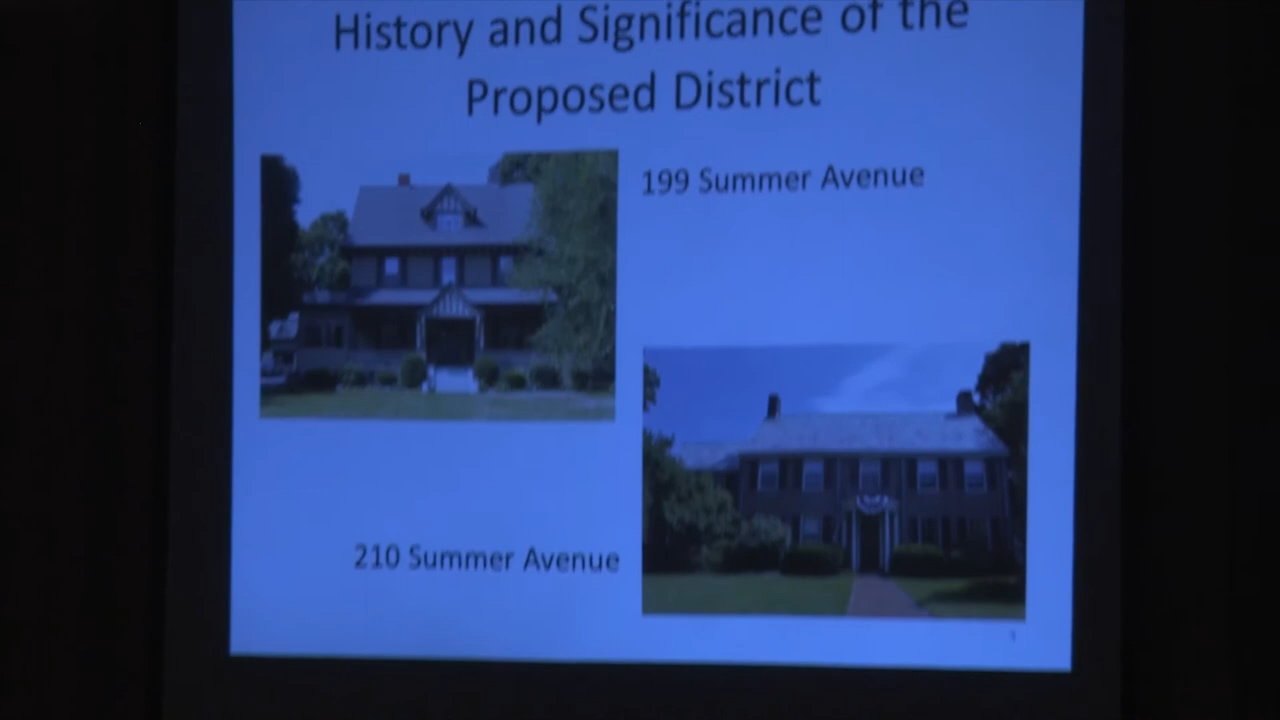 History and Significance of the
Proposed District
199 Summer Avenue
210 Summer Avenue